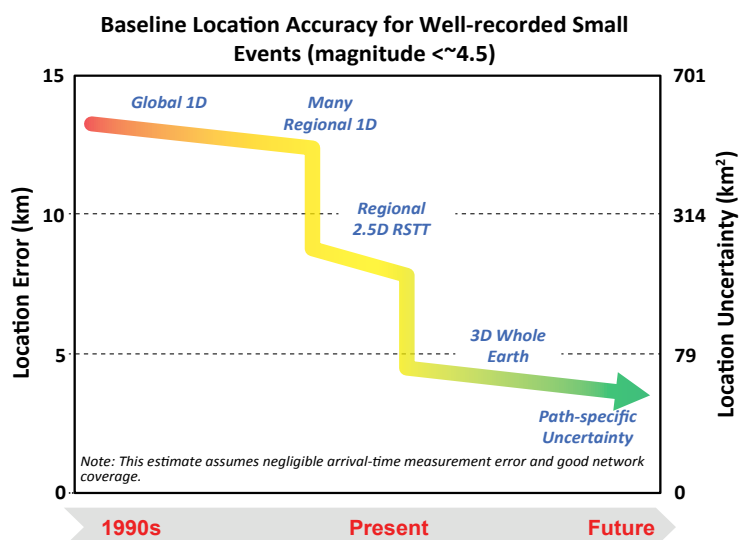 Baseline Location Accuracy for Well-recorded Small
Events (magnitude <~4.5)
15
701
Global 1D
Many
Regional 1D
10
314
Regional
2.5D RSTT
Location Error (km)
Location Uncertainty (km²)
5
79
3D Whole
Earth
Path-specific
Uncertainty
Note: This estimate assumes negligible arrival-time measurement error and good network
coverage.
0
0
1990s
Present
Future